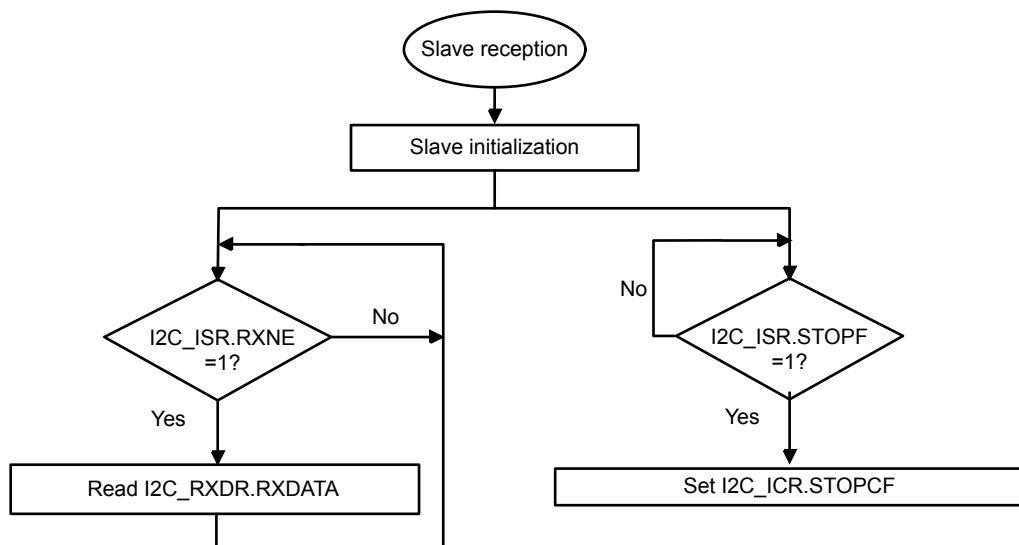 Slave reception
Slave initialization
No
No
I2C_ISR.RXNE
=1?
I2C_ISR.STOPF
=1?
Yes
Yes
Read I2C_RXDR.RXDATA
Set I2C_ICR.STOPCF